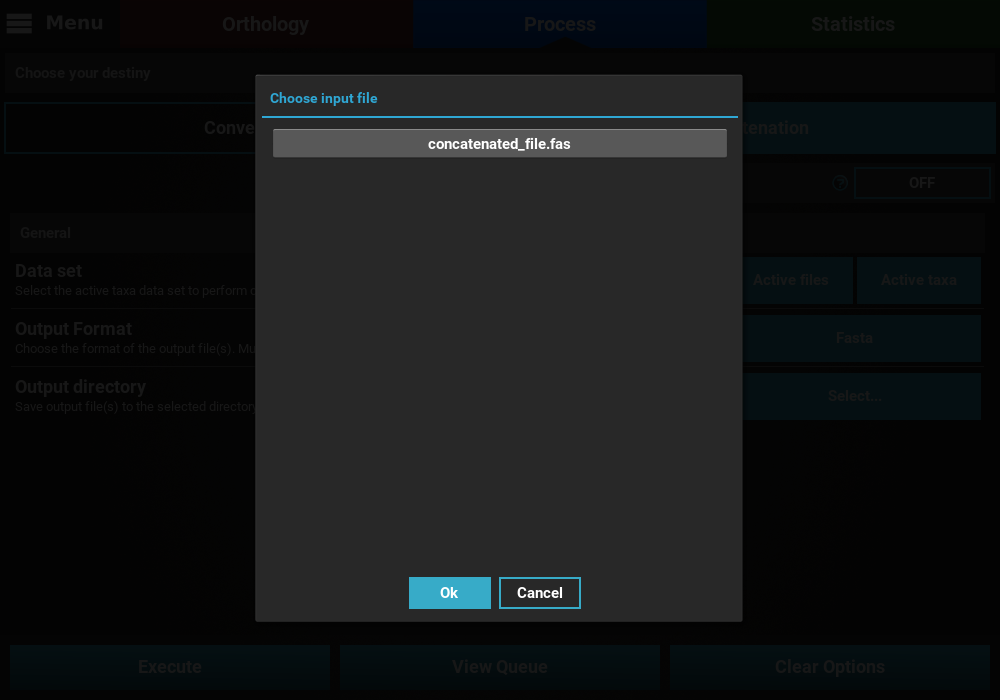 Menu
Orthology
Process
Statistics
Choose your destiny
Choose input file
concatenated_file.fas
Conve
tenation
OFF
General
Data set
Select the active taxa data set to perform
Active files
Active taxa
Output Format
Choose the format of the output file(s). Mu
Fasta
Output directory
Save output file(s) to the selected directory
Select...
Ok
Cancel
Execute
View Queue
Clear Options